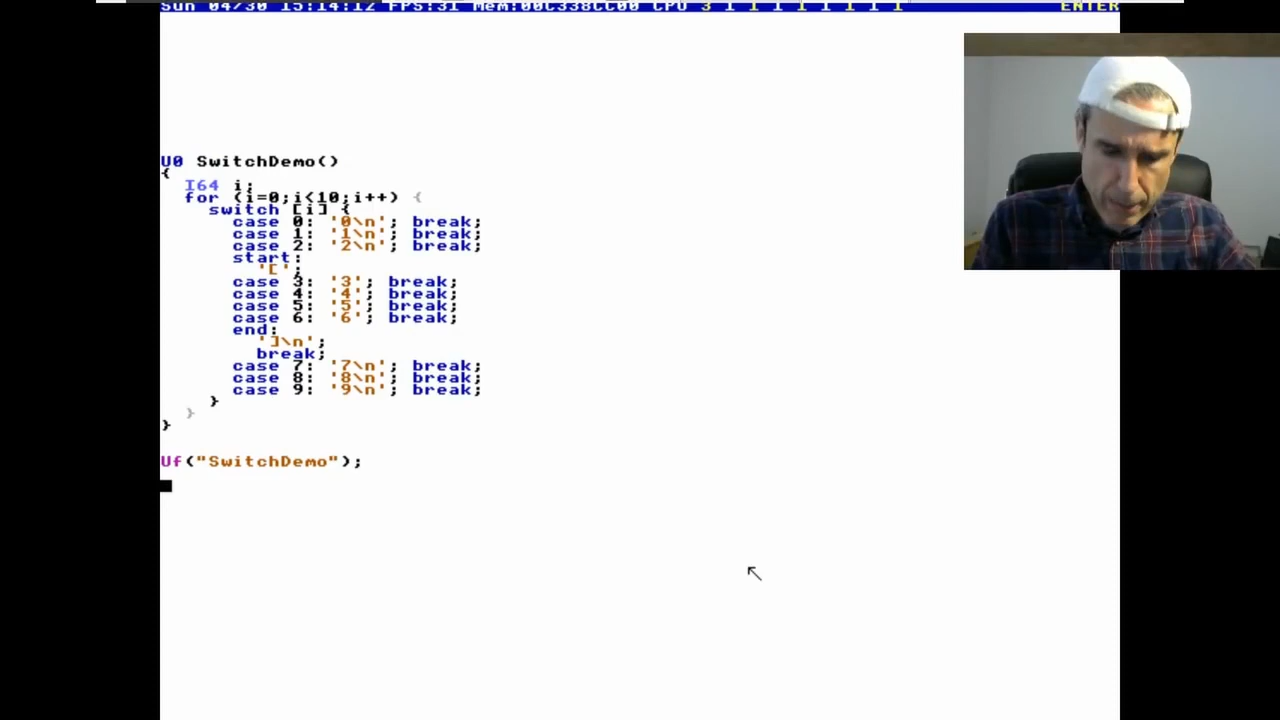 Sun 04/30 15:14:12 FPS:31 Mem:00C338CC00 CPU 3 1 1 1 1 1 1 1 1 ENTER
U0 SwitchDemo()
{
I64 i;
for (i=0;i<10;i++) {
switch [i] {
case 0: '0\n'; break;
case 1: '1\n'; break;
case 2: '2\n'; break;
start:
'[';
case 3: '3'; break;
case 4: '4'; break;
case 5: '5'; break;
case 6: '6'; break;
end:
']\n';
break;
case 7: '7\n'; break;
case 8: '8\n'; break;
case 9: '9\n'; break;
}
}
}
Uf("SwitchDemo");